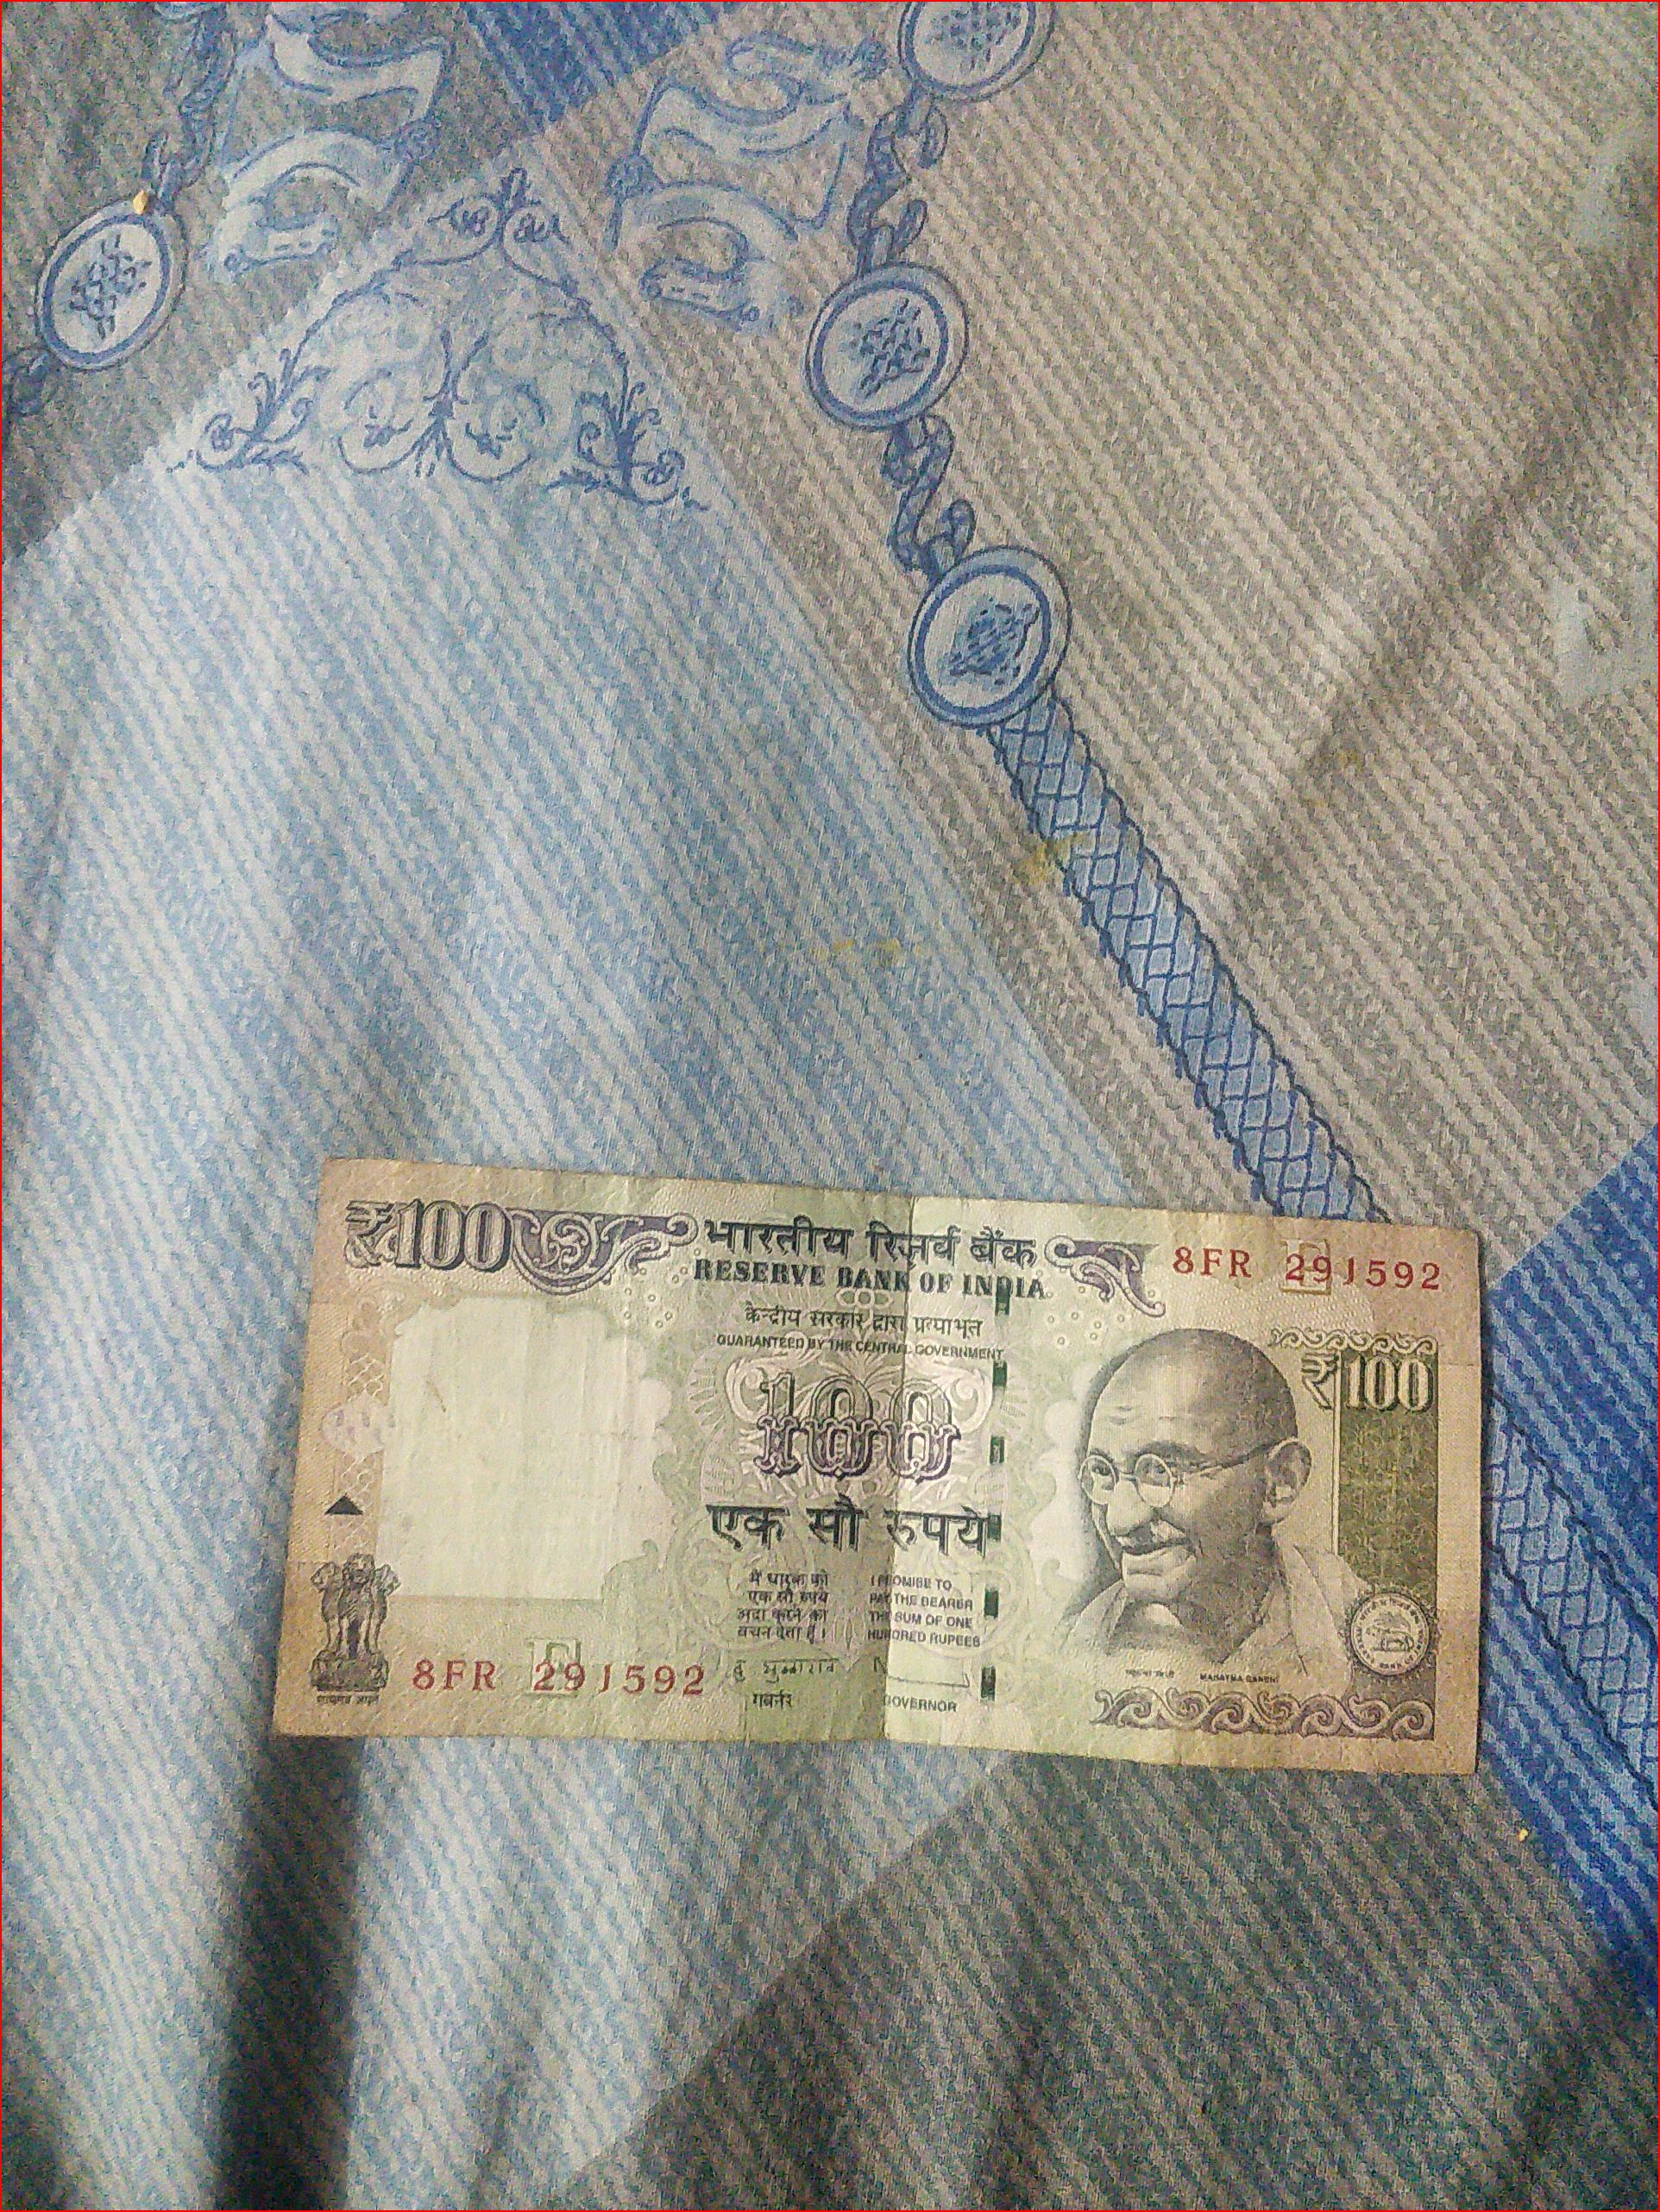 ₹100
भारतीय रिज़र्व बैंक
RESERVE BANK OF INDIA
8FR 291592
केन्द्रीय सरकार द्वारा प्रत्याभूत
GUARANTEED BY THE CENTRAL GOVERNMENT
₹100
100
एक सौ रुपये
मैं धारक को
एक सौ रुपये
अदा करने का
वचन देता हूँ।
I PROMISE TO
PAY THE BEARER
THE SUM OF ONE
HUNDRED RUPEES
8FR 291592
गवर्नर
GOVERNOR
MAHATMA GANDHI
सत्यमेव जयते